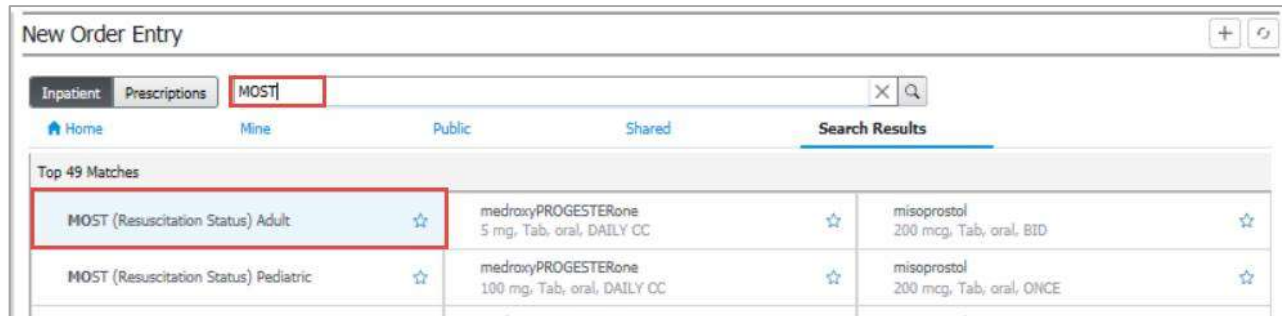 New Order Entry
Inpatient Prescriptions MOST
Home Mine Public Shared Search Results
Top 49 Matches
MOST (Resuscitation Status) Adult
medroxyPROGESTERone
5 mg, Tab, oral, DAILY CC
misoprostol
200 mcg, Tab, oral, BID
MOST (Resuscitation Status) Pediatric
medroxyPROGESTERone
100 mg, Tab, oral, DAILY CC
misoprostol
200 mcg, Tab, oral, ONCE